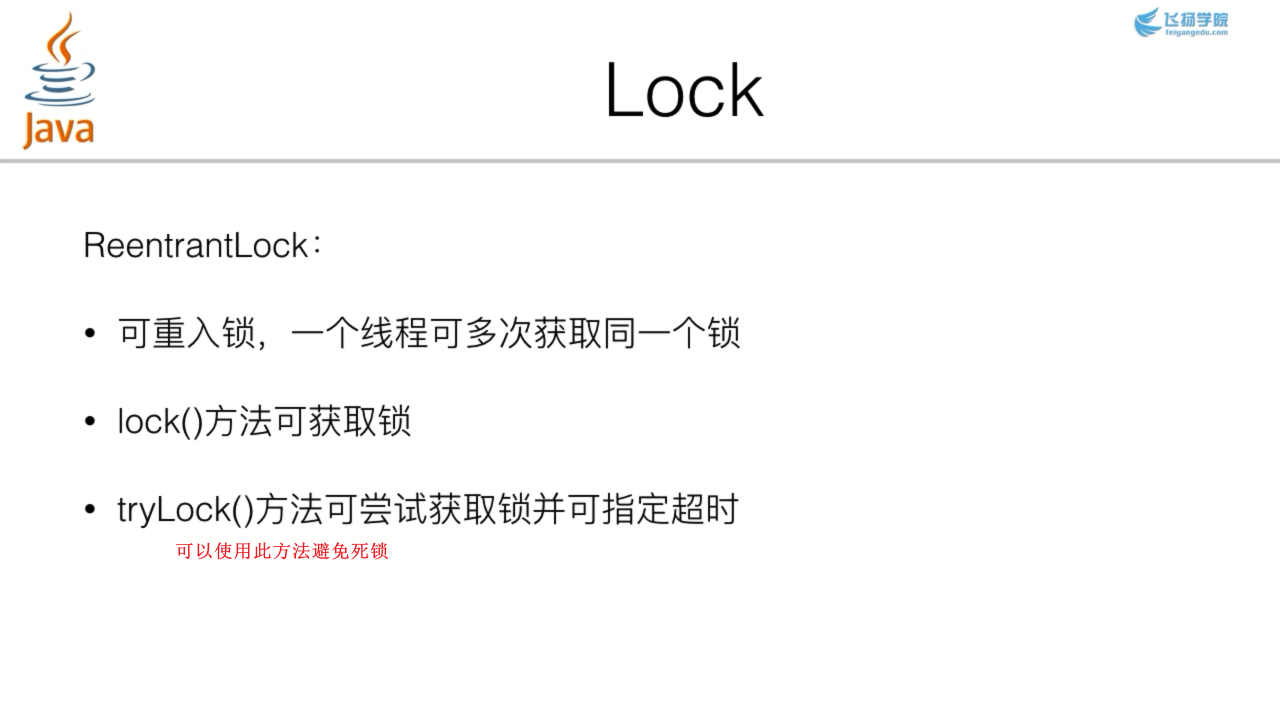 飞扬学院
feiyangedu.com
Java
Lock
ReentrantLock：
• 可重入锁，一个线程可多次获取同一个锁
• lock()方法可获取锁
• tryLock()方法可尝试获取锁并可指定超时
可以使用此方法避免死锁